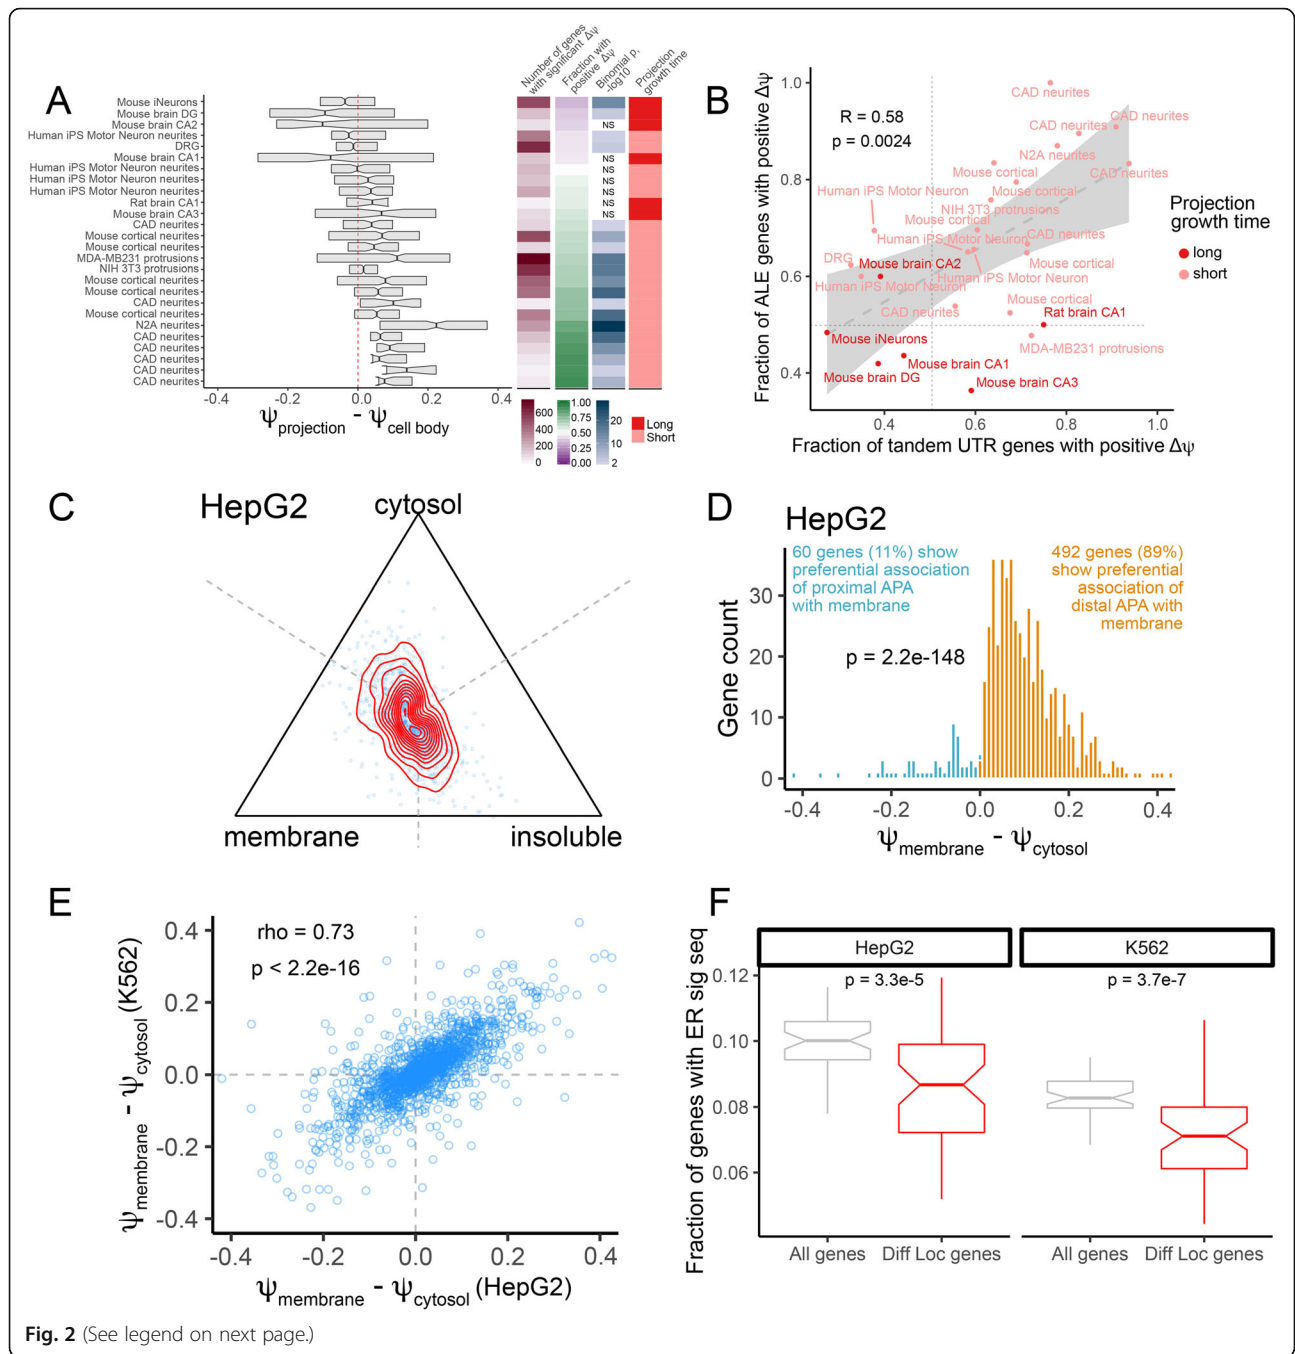 A
Number of genes
with significant Δψ
Fraction with
positive Δψ
Binomial p,
-log10
Projection
growth time
Mouse iNeurons
Mouse brain DG
Mouse brain CA2
Human iPS Motor Neuron neurites
DRG
Mouse brain CA1
Human iPS Motor Neuron neurites
Human iPS Motor Neuron neurites
Human iPS Motor Neuron neurites
Rat brain CA1
Mouse brain CA3
CAD neurites
Mouse cortical neurites
Mouse cortical neurites
MDA-MB231 protrusions
NIH 3T3 protrusions
Mouse cortical neurites
Mouse cortical neurites
CAD neurites
Mouse cortical neurites
N2A neurites
CAD neurites
CAD neurites
CAD neurites
CAD neurites
CAD neurites
NS
NS
NS
NS
NS
NS
NS
-0.4 -0.2 0.0 0.2 0.4
ψprojection - ψcell body
600
400
200
0
1.00
0.75
0.50
0.25
0.00
20
10
2
Long
Short
B
R = 0.58
p = 0.0024
1.0
0.8
0.6
0.4
Fraction of ALE genes with positive Δψ
CAD neurites
CAD neurites
CAD neurites
N2A neurites
CAD neurites
Mouse cortical
Mouse cortical
Human iPS Motor Neuron
NIH 3T3 protrusions
Mouse cortical
CAD neurites
Human iPS Motor Neuron
DRG
Mouse brain CA2
Mouse cortical
Human iPS Motor Neuron
Human iPS Motor Neuron
CAD neurites
Mouse cortical
Rat brain CA1
Mouse iNeurons
MDA-MB231 protrusions
Mouse brain CA1
Mouse brain DG
Mouse brain CA3
0.4 0.6 0.8 1.0
Fraction of tandem UTR genes with positive Δψ
Projection
growth time
long
short
C
HepG2
cytosol
membrane
insoluble
D
HepG2
60 genes (11%) show
preferential association
of proximal APA
with membrane
492 genes (89%)
show preferential
association of
distal APA with
membrane
p = 2.2e-148
Gene count
30
20
10
0
-0.4 -0.2 0.0 0.2 0.4
ψmembrane - ψcytosol
E
rho = 0.73
p < 2.2e-16
0.4
0.2
0.0
-0.2
-0.4
ψmembrane - ψcytosol (K562)
-0.4 -0.2 0.0 0.2 0.4
ψmembrane - ψcytosol (HepG2)
F
HepG2
K562
p = 3.3e-5
p = 3.7e-7
0.12
0.10
0.08
0.06
Fraction of genes with ER sig seq
All genes Diff Loc genes
All genes Diff Loc genes
Fig. 2 (See legend on next page.)